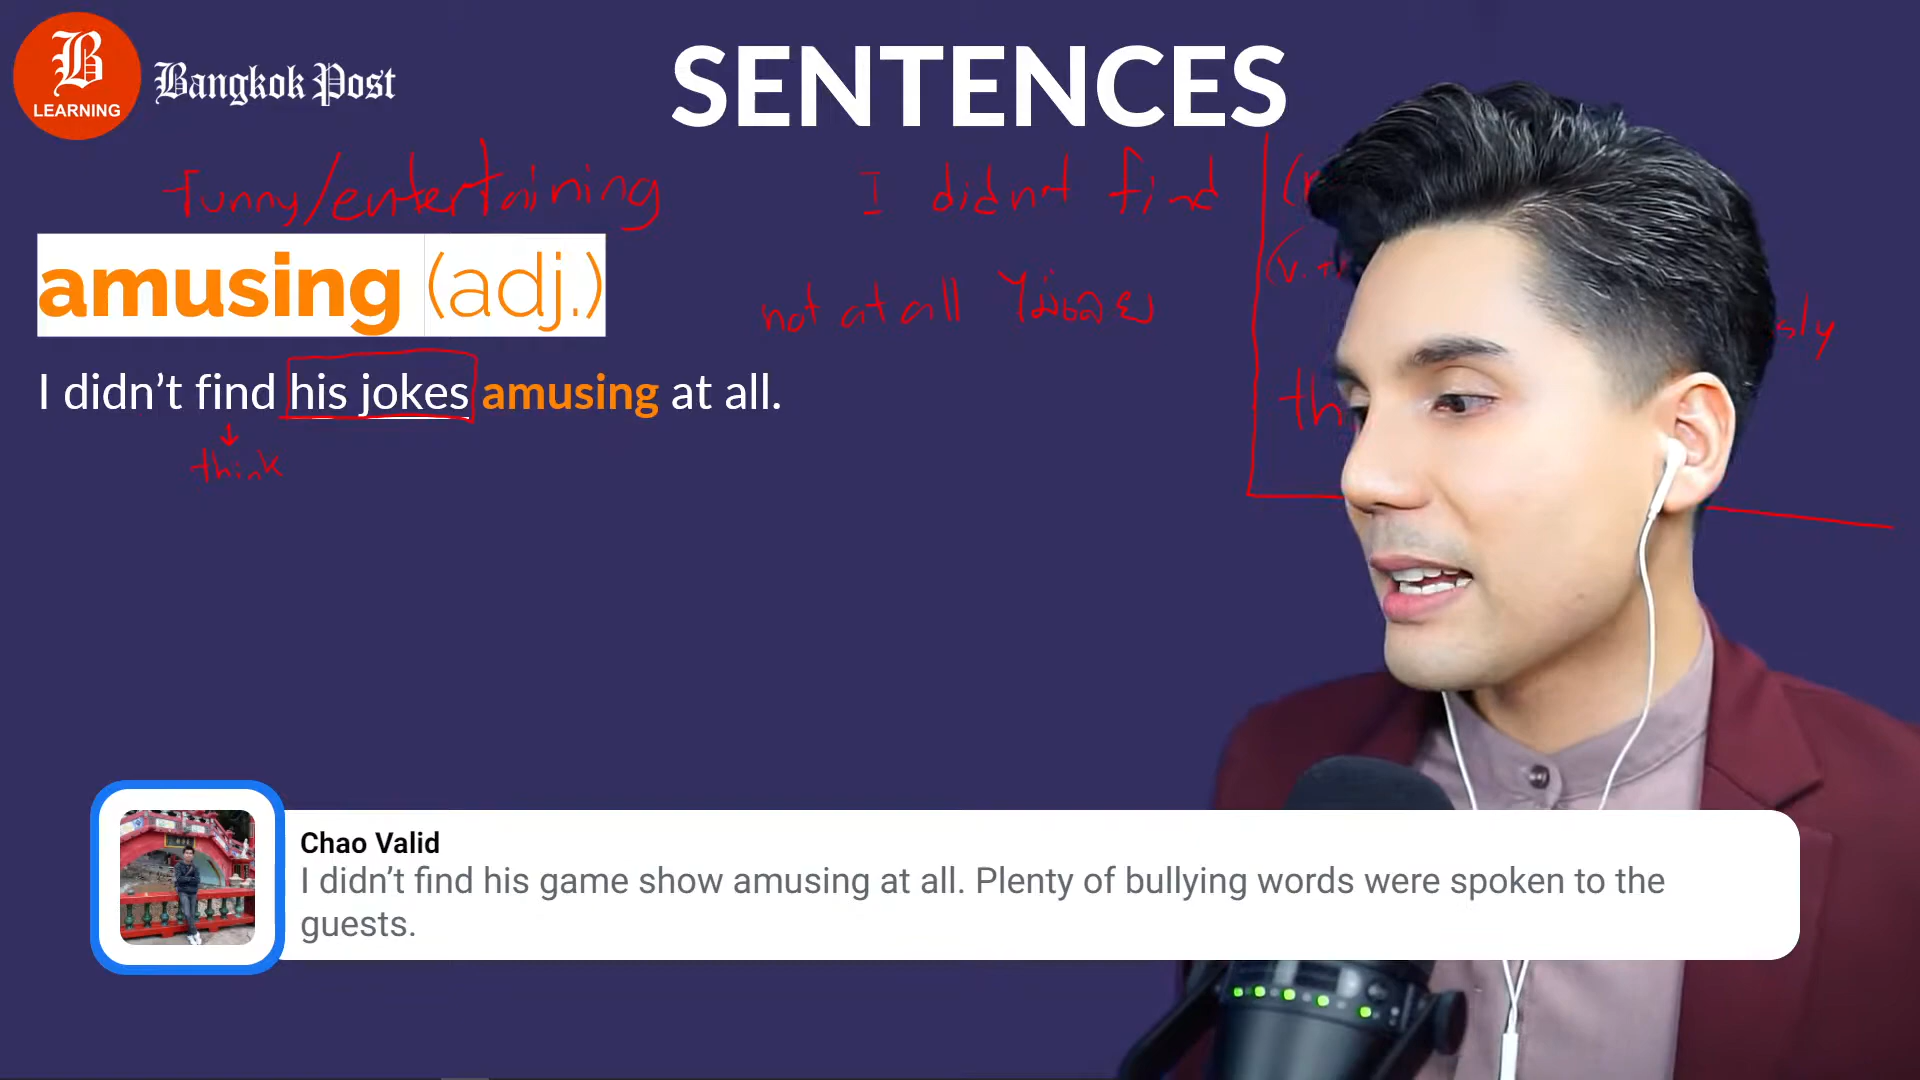 B
LEARNING
Bangkok Post
SENTENCES
funny/entertaining
I didn't find
amusing (adj.)
not at all ไม่เลย
I didn't find his jokes amusing at all.
think
Chao Valid
I didn't find his game show amusing at all. Plenty of bullying words were spoken to the
guests.